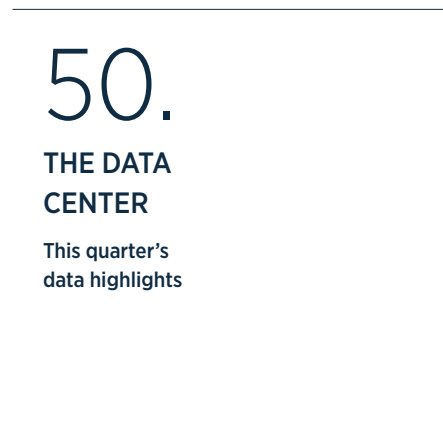 50.
THE DATA
CENTER
This quarter’s
data highlights